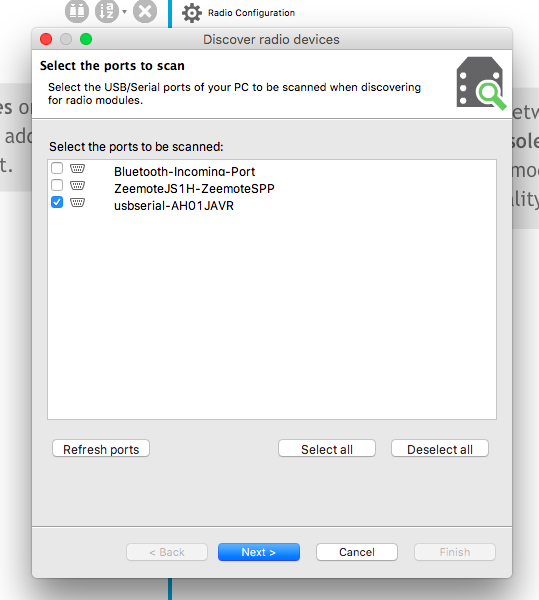 Radio Configuration
Discover radio devices
Select the ports to scan
Select the USB/Serial ports of your PC to be scanned when discovering
for radio modules.
es o
add
t.
etw
sole
mod
ality
Select the ports to be scanned:
Bluetooth-Incoming-Port
ZeemoteJS1H-ZeemoteSPP
usbserial-AH01JAVR
Refresh ports
Select all
Deselect all
< Back
Next >
Cancel
Finish